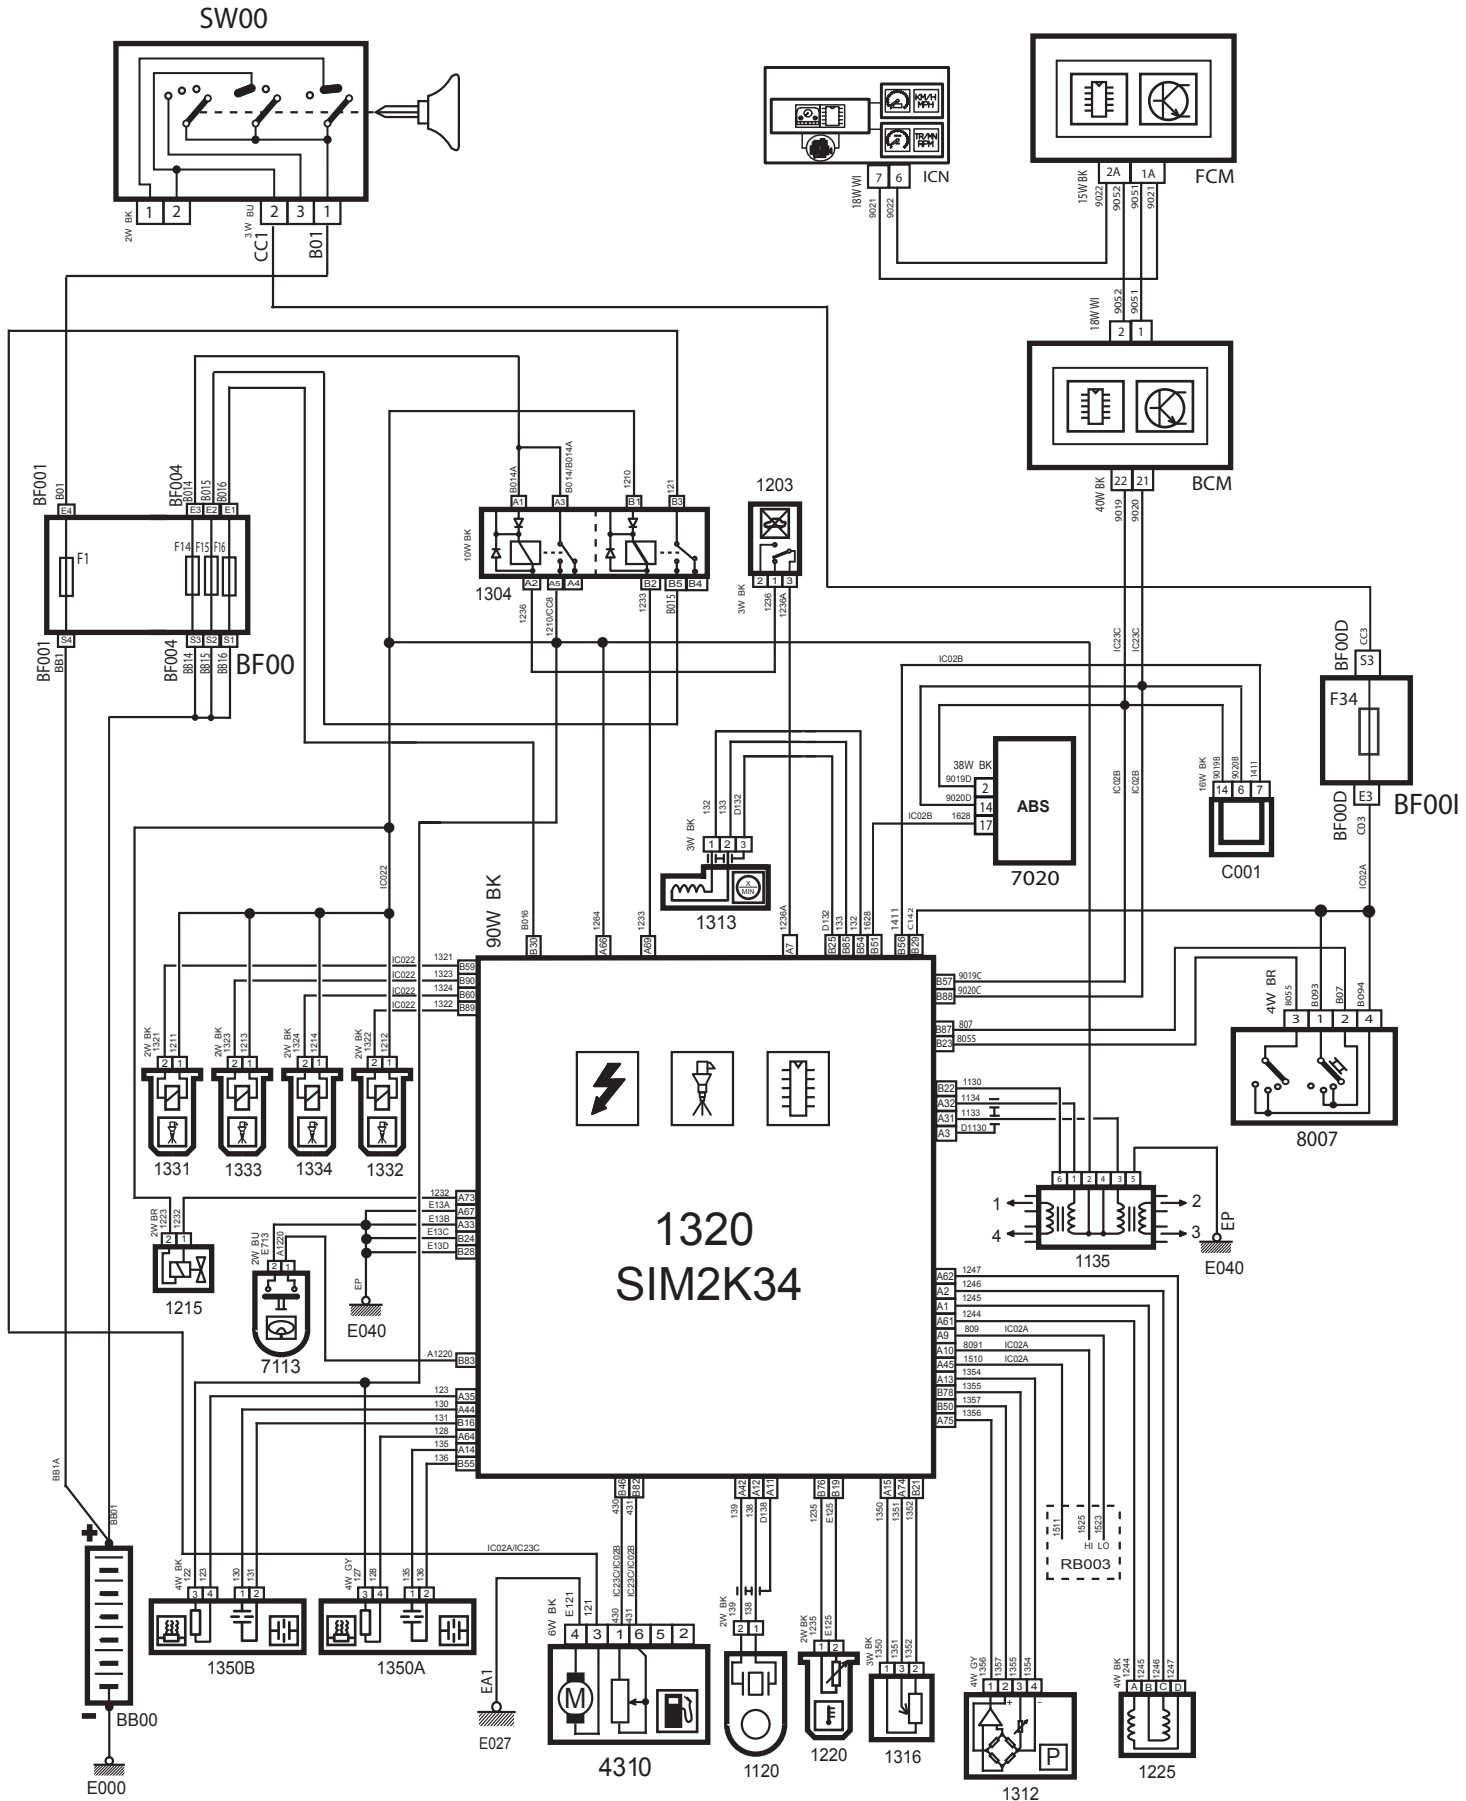 SW00
1 2 2 3 1
2W BK
3 W BU
CC1
B01
KM/H MPH
TR/MN RPM
7 6
ICN
18W WI
9021
9022
2A 1A
FCM
15W BK
9022
9052
9051
9021
18W WI
9052
9051
2 1
BCM
22 21
40W BK
9019
9020
BF001
B01
BF004
B014
B015
B016
E4 E3 E2 E1
F1
F14 F15 F16
S4 S3 S2 S1
BF001
BB1
BF004
BB14
BB15
BB16
BF00
B014A
B014/B014A
1210
121
A1 A3 B1 B3
10W BK
A2 A5 A4 B2 B5 B4
1304
1236
1210/CC8
1233
B015
1203
2 1 3
3W BK
1236
1236A
IC23C
IC23C
IC02B
IC02B
IC02B
BF00D
CC3
S3
F34
E3
BF00D
C03
BF00I
IC02A
38W BK
9019D
9020D
IC02B 1628
2
14
17
ABS
7020
16W BK
9019B
9020B
1411
14 6 7
C001
132
133
D132
3W BK
1 2 3
X
MIN
1313
IC022
90W BK
B016
1264
1233
1236A
D132
133
132
1628
1411
C142
B30 A66 A69 A7 B25 B85 B54 B51 B56 B29
IC022 1321 B59
IC022 1323 B90
IC022 1324 B60
IC022 1322 B89
B57 9019C
B88 9020C
B87 807
B23 8055
4W BR
8055
B093
B07
B094
3 1 2 4
8007
2W BK
1321
1211
2W BK
1323
1213
2W BK
1324
1214
2W BK
1322
1212
2 1 2 1 2 1 2 1
1331 1333 1334 1332
B22 1130
A32 1134
A31 1133
A3 D1130
6 1 2 4 3 5
1 2
4 3
1135
EP
E040
1320
SIM2K34
1232 A73
E13A A67
E13B A33
E13C B24
E13D B28
2W BR
1223
1232
2 1
1215
2W BU
E713
A1220
2 1
7113
EP
E040
A1220 B83
123 A35
130 A44
131 B16
128 A64
135 A14
136 B55
A62 1247
A2 1246
A1 1245
A61 1244
A9 809 IC02A
A10 8091 IC02A
A45 1510 IC02A
A13 1354
B78 1355
B50 1357
A75 1356
B46 B82 A42 A12 A11 B76 B19 A15 A74 B21
430
431
139
138
D138
1235
E125
1350
1351
1352
IC23C/IC02B
IC23C/IC02B
1511
1525
1523
HI LO
RB003
BB1A
BB01
+
-
BB00
E000
4W BK
122
123
130
131
3 4 1 2
1350B
4W GY
127
128
135
136
3 4 1 2
1350A
IC02A/IC23C
EA1
E027
6W BK
E121
121
430
431
4 3 1 6 5 2
M
4310
2W BK
139
138
2 1
1120
2W BK
1235
E125
1 2
1220
3W BK
1350
1351
1352
1 3 2
1316
4W GY
1356
1357
1355
1354
1 2 3 4
+ -
P
1312
4W BK
1244
1245
1246
1247
A B C D
1225